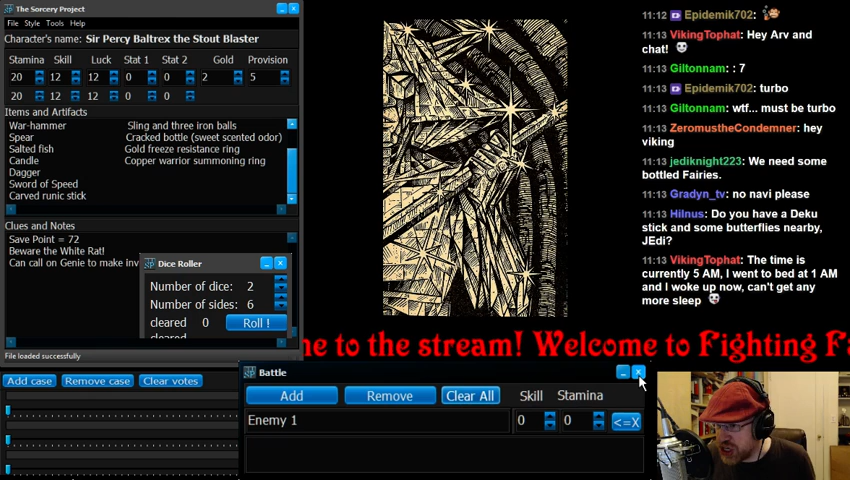 The Sorcery Project
File Style Tools Help
Character's name: Sir Percy Baltrex the Stout Blaster
Stamina Skill Luck Stat 1 Stat 2 Gold Provision
20 12 12 0 0 2 5
20 12 12 0 0
Items and Artifacts
War-hammer Sling and three iron balls
Spear Cracked bottle (sweet scented odor)
Salted fish Gold freeze resistance ring
Candle Copper warrior summoning ring
Dagger
Sword of Speed
Carved runic stick
Clues and Notes
Save Point = 72
Beware the White Rat!
Can call on Genie to make inv
Dice Roller
Number of dice: 2
Number of sides: 6
cleared 0 Roll !
cleared
File loaded successfully
Add case Remove case Clear votes
me to the stream! Welcome to Fighting Fa
Battle
Add Remove Clear All Skill Stamina
Enemy 1 0 0 <=X
11:12 Epidemik702:
11:13 VikingTophat: Hey Arv and
chat!
11:13 Giltonnam: : 7
11:13 Epidemik702: turbo
11:13 Giltonnam: wtf... must be turbo
11:13 ZeromustheCondemner: hey
viking
11:13 jediknight223: We need some
bottled Fairies.
11:13 Gradyn_tv: no navi please
11:13 Hilnus: Do you have a Deku
stick and some butterflies nearby,
JEdi?
11:13 VikingTophat: The time is
currently 5 AM, I went to bed at 1 AM
and I woke up now, can't get any
more sleep